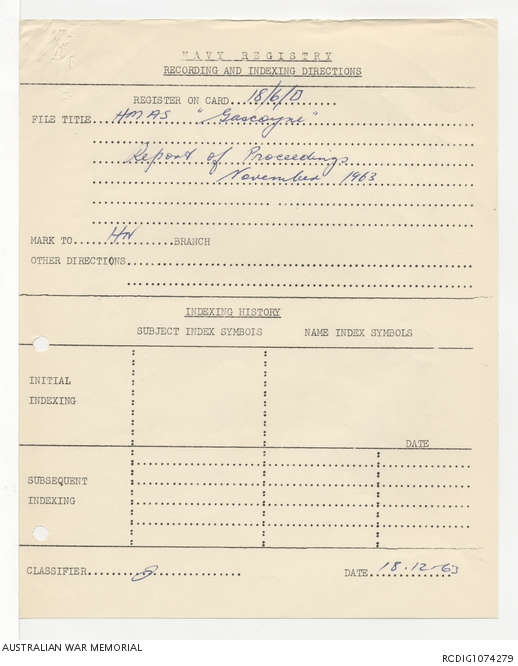 NAVY REGISTRY
RECORDING AND INDEXING DIRECTIONS
REGISTER ON CARD...18/6/D.......
FILE TITLE...HMAS "Gascoyne"
Report of Proceedings
November 1963
MARK TO......HN.......BRANCH
OTHER DIRECTIONS
INDEXING HISTORY
SUBJECT INDEX SYMBOIS NAME INDEX SYMBOLS
INITIAL
INDEXING
DATE
SUBSEQUENT
INDEXING
CLASSIFIER DATE..18.12.63
AUSTRALIAN WAR MEMORIAL RCDIG1074279